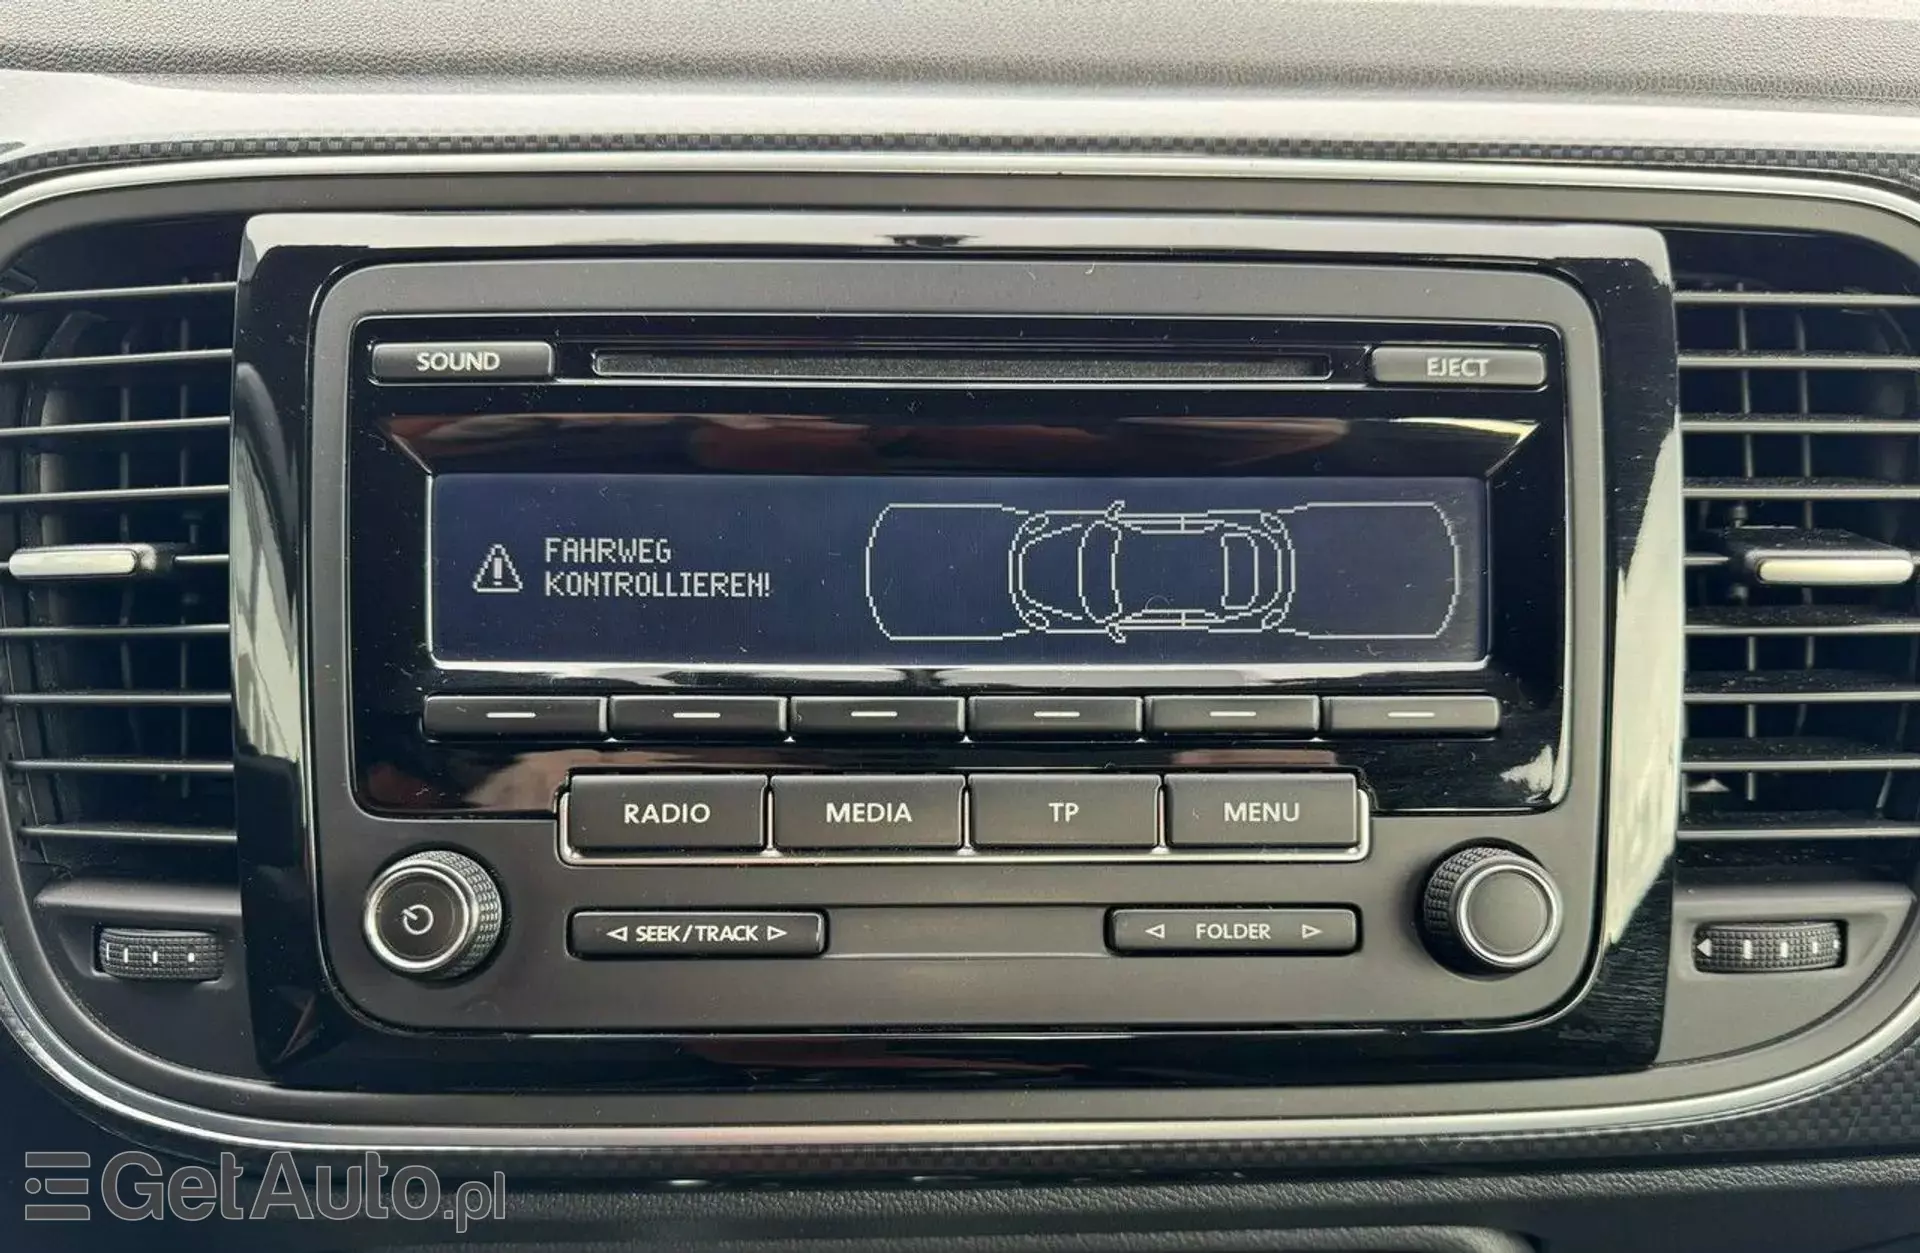 SOUND
EJECT
FAHRWEG
KONTROLLIEREN!
RADIO MEDIA TP MENU
SEEK/TRACK
FOLDER
GetAuto.pl